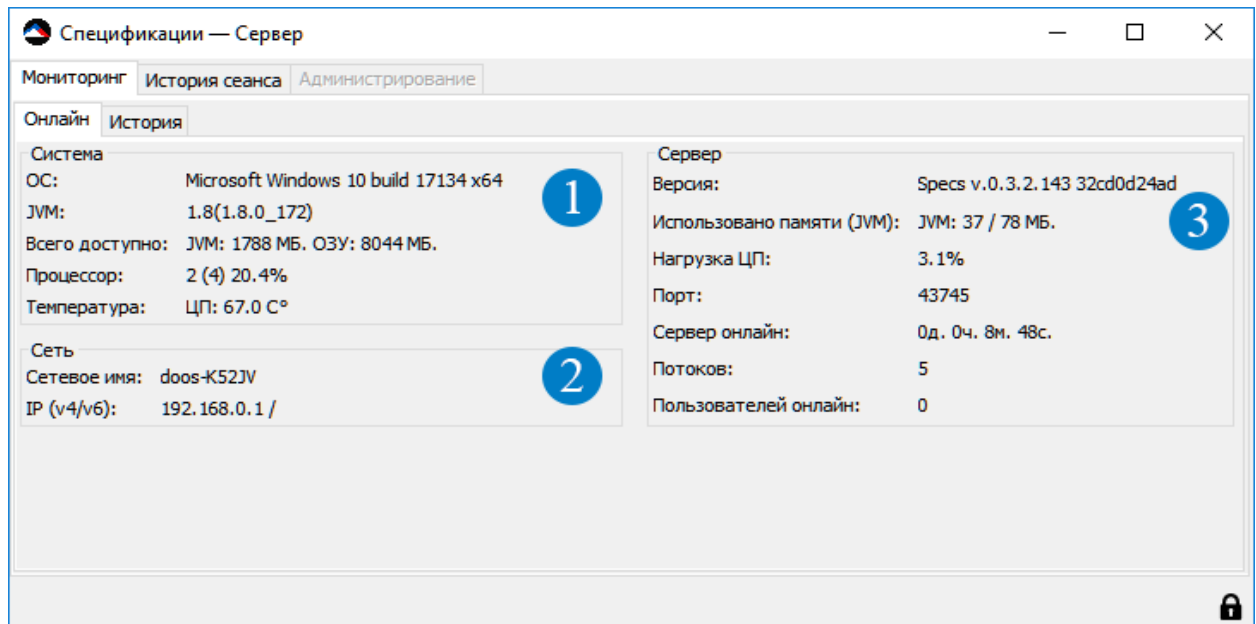 Спецификации — Сервер
Мониторинг История сеанса Администрирование
Онлайн История
Система
ОС: Microsoft Windows 10 build 17134 x64
JVM: 1.8(1.8.0_172)
Всего доступно: JVM: 1788 МБ. ОЗУ: 8044 МБ.
Процессор: 2 (4) 20.4%
Температура: ЦП: 67.0 C°
1
Сеть
Сетевое имя: doos-K52JV
IP (v4/v6): 192.168.0.1 /
2
Сервер
Версия: Specs v.0.3.2.143 32cd0d24ad
Использовано памяти (JVM): JVM: 37 / 78 МБ.
Нагрузка ЦП: 3.1%
Порт: 43745
Сервер онлайн: 0д. 0ч. 8м. 48с.
Потоков: 5
Пользователей онлайн: 0
3